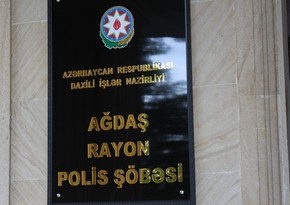 AZƏRBAYCAN RESPUBLİKASI
DAXİLİ İŞLƏR NAZİRLİYİ
AĞDAŞ
RAYON
POLİS ŞÖBƏSİ